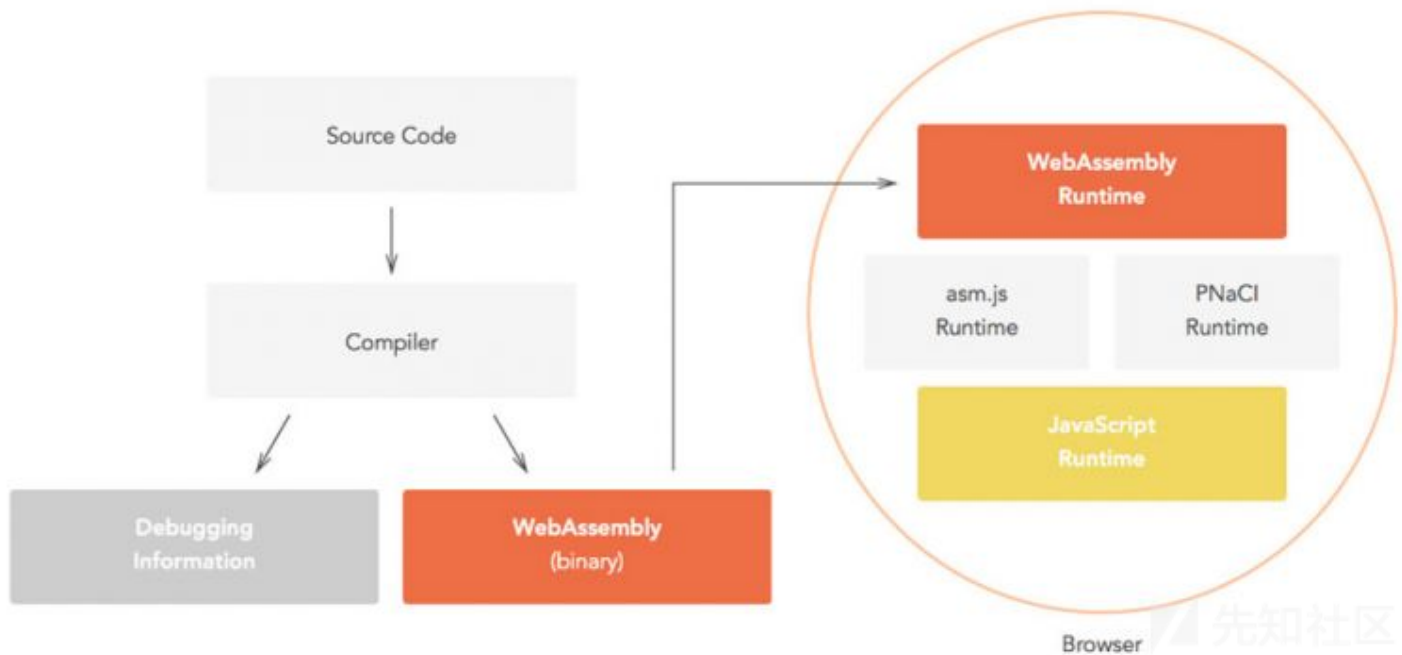 Source Code
Compiler
Debugging
Information
WebAssembly
(binary)
WebAssembly
Runtime
asm.js
Runtime
PNaCl
Runtime
JavaScript
Runtime
Browser
先知社区